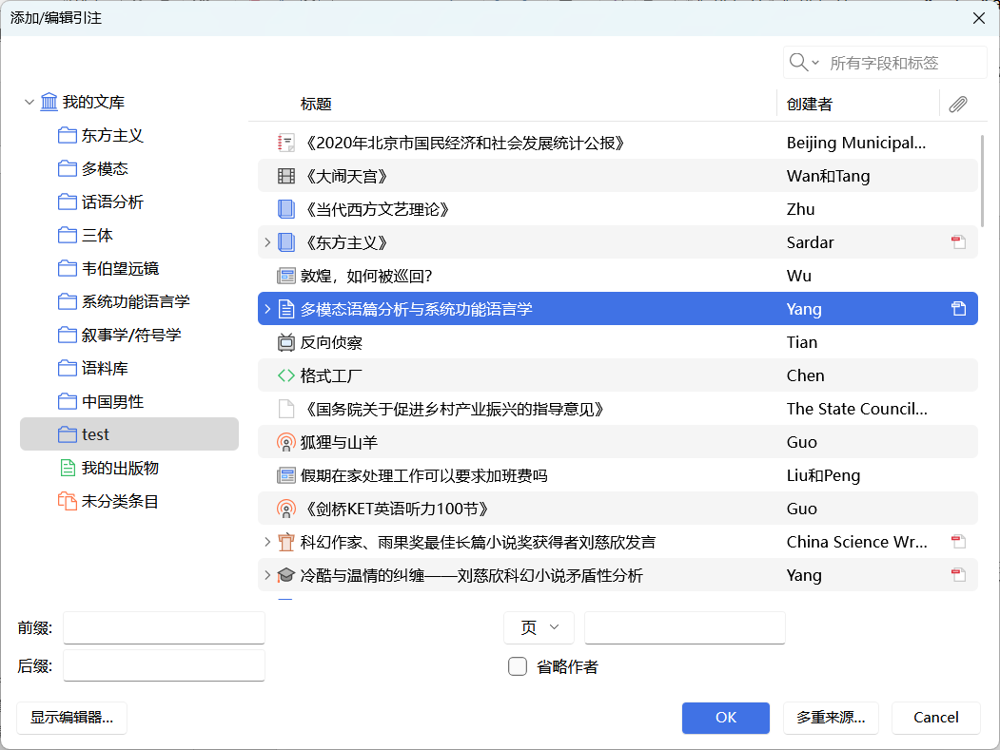 添加/编辑引注
所有字段和标签
我的文库
东方主义
多模态
话语分析
三体
韦伯望远镜
系统功能语言学
叙事学/符号学
语料库
中国男性
test
我的出版物
未分类条目
标题 创建者
《2020年北京市国民经济和社会发展统计公报》 Beijing Municipal...
《大闹天宫》 Wan和Tang
《当代西方文艺理论》 Zhu
《东方主义》 Sardar
敦煌，如何被巡回？ Wu
多模态语篇分析与系统功能语言学 Yang
反向侦察 Tian
格式工厂 Chen
《国务院关于促进乡村产业振兴的指导意见》 The State Council...
狐狸与山羊 Guo
假期在家处理工作可以要求加班费吗 Liu和Peng
《剑桥KET英语听力100节》 Guo
科幻作家、雨果奖最佳长篇小说奖获得者刘慈欣发言 China Science Wr...
冷酷与温情的纠缠——刘慈欣科幻小说矛盾性分析 Yang
前缀: 页
后缀: 省略作者
显示编辑器... OK 多重来源... Cancel